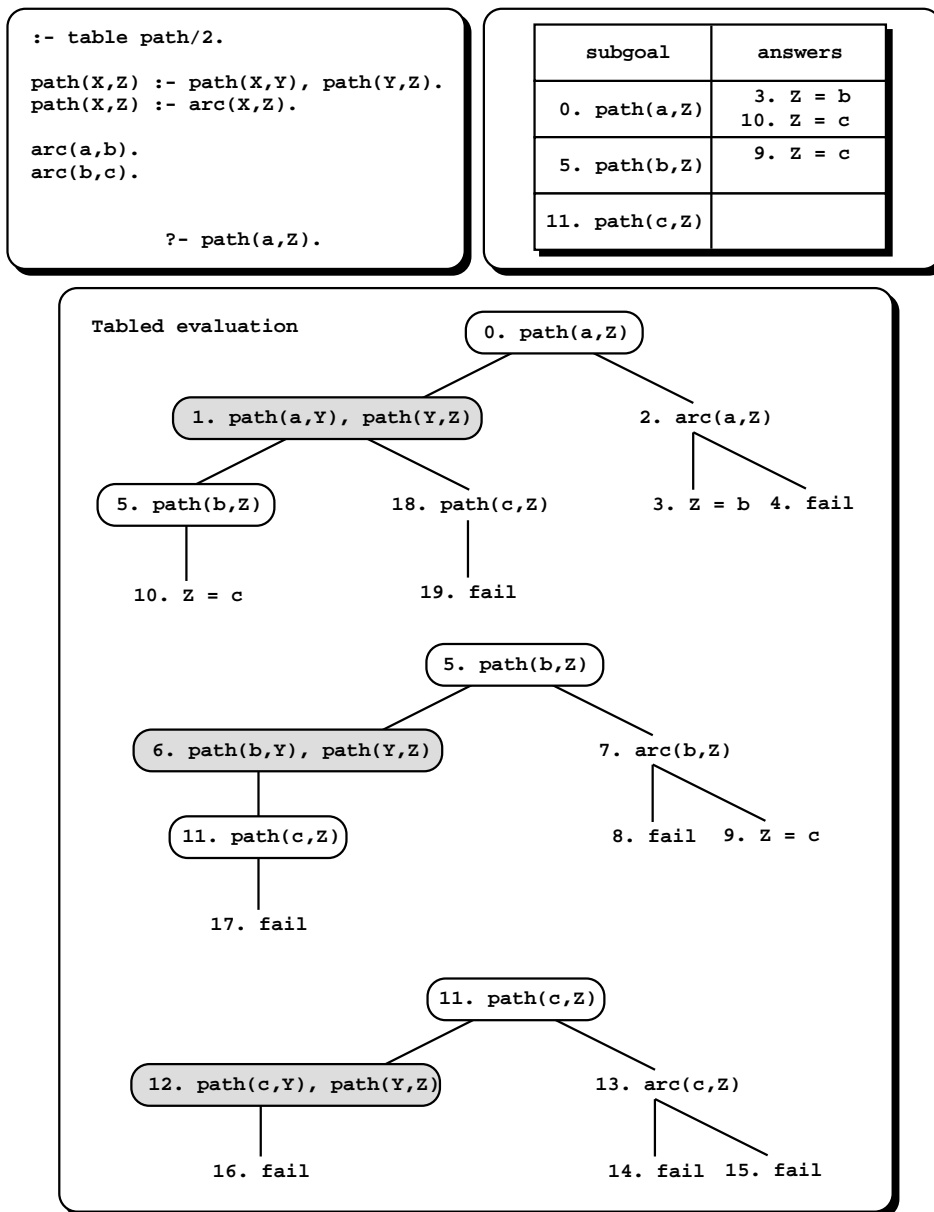 :- table path/2.
path(X,Z) :- path(X,Y), path(Y,Z).
path(X,Z) :- arc(X,Z).
arc(a,b).
arc(b,c).
?- path(a,Z).
subgoal answers
0. path(a,Z) 3. Z = b
10. Z = c
5. path(b,Z) 9. Z = c
11. path(c,Z)
Tabled evaluation
0. path(a,Z)
1. path(a,Y), path(Y,Z) 2. arc(a,Z)
5. path(b,Z) 18. path(c,Z) 3. Z = b 4. fail
10. Z = c 19. fail
5. path(b,Z)
6. path(b,Y), path(Y,Z) 7. arc(b,Z)
11. path(c,Z) 8. fail 9. Z = c
17. fail
11. path(c,Z)
12. path(c,Y), path(Y,Z) 13. arc(c,Z)
16. fail 14. fail 15. fail